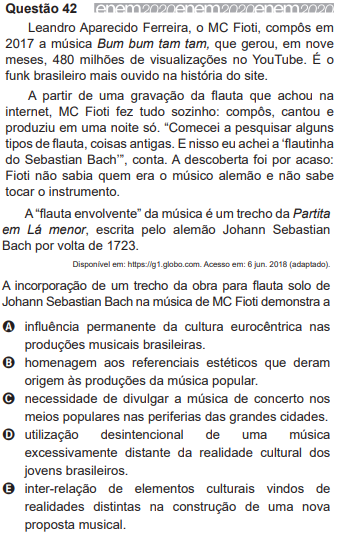 Questão 42 enem2020enem2020enem2020
Leandro Aparecido Ferreira, o MC Fioti, compôs em
2017 a música Bum bum tam tam, que gerou, em nove
meses, 480 milhões de visualizações no YouTube. É o
funk brasileiro mais ouvido na história do site.
A partir de uma gravação da flauta que achou na
internet, MC Fioti fez tudo sozinho: compôs, cantou e
produziu em uma noite só. “Comecei a pesquisar alguns
tipos de flauta, coisas antigas. E nisso eu achei a ‘flautinha
do Sebastian Bach’”, conta. A descoberta foi por acaso:
Fioti não sabia quem era o músico alemão e não sabe
tocar o instrumento.
A “flauta envolvente” da música é um trecho da Partita
em Lá menor, escrita pelo alemão Johann Sebastian
Bach por volta de 1723.
Disponível em: https://g1.globo.com. Acesso em: 6 jun. 2018 (adaptado).
A incorporação de um trecho da obra para flauta solo de
Johann Sebastian Bach na música de MC Fioti demonstra a
A influência permanente da cultura eurocêntrica nas
produções musicais brasileiras.
B homenagem aos referenciais estéticos que deram
origem às produções da música popular.
C necessidade de divulgar a música de concerto nos
meios populares nas periferias das grandes cidades.
D utilização desintencional de uma música
excessivamente distante da realidade cultural dos
jovens brasileiros.
E inter-relação de elementos culturais vindos de
realidades distintas na construção de uma nova
proposta musical.